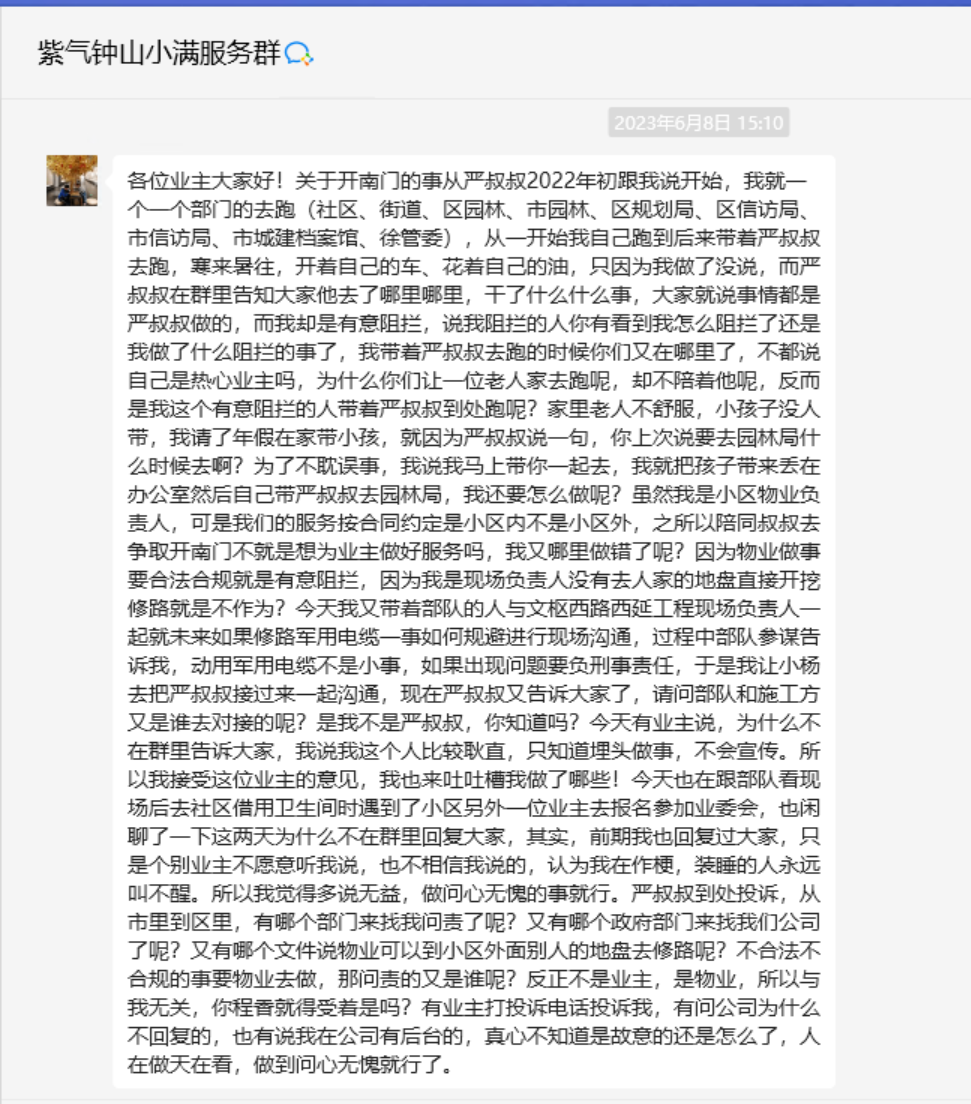 紫气钟山小满服务群
2023年6月8日 15:10
各位业主大家好！关于开南门的事从严叔叔2022年初跟我说开始，我就一
个一个部门的去跑（社区、街道、区园林、市园林、区规划局、区信访局、
市信访局、市城建档案馆、徐管委），从一开始我自己跑到后来带着严叔叔
去跑，寒来暑往，开着自己的车、花着自己的油，只因为我做了没说，而严
叔叔在群里告知大家他去了哪里哪里，干了什么什么事，大家就说事情都是
严叔叔做的，而我却是有意阻拦，说我阻拦的人你有看到我怎么阻拦了还是
我做了什么阻拦的事了，我带着严叔叔去跑的时候你们又在哪里了，不都说
自己是热心业主吗，为什么你们让一位老人家去跑呢，却不陪着他呢，反而
是我这个有意阻拦的人带着严叔叔到处跑呢？家里老人不舒服，小孩子没人
带，我请了年假在家带小孩，就因为严叔叔说一句，你上次说要去园林局什
么时候去啊？为了不耽误事，我说我马上带你一起去，我就把孩子带来丢在
办公室然后自己带严叔叔去园林局，我还要怎么做呢？虽然我是小区物业负
责人，可是我们的服务按合同约定是小区内不是小区外，之所以陪同叔叔去
争取开南门不就是想为业主做好服务吗，我又哪里做错了呢？因为物业做事
要合法合规就是有意阻拦，因为我是现场负责人没有去人家的地盘直接开挖
修路就是不作为？今天我又带着部队的人与文枢西路西延工程现场负责人一
起就未来如果修路军用电缆一事如何规避进行现场沟通，过程中部队参谋告
诉我，动用军用电缆不是小事，如果出现问题要负刑事责任，于是我让小杨
去把严叔叔接过来一起沟通，现在严叔叔又告诉大家了，请问部队和施工方
又是谁去对接的呢？是我不是严叔叔，你知道吗？今天有业主说，为什么不
在群里告诉大家，我说我这个人比较耿直，只知道埋头做事，不会宣传。所
以我接受这位业主的意见，我也来吐吐槽我做了哪些！今天也在跟部队看现
场后去社区借用卫生间时遇到了小区另外一位业主去报名参加业委会，也闲
聊了一下这两天为什么不在群里回复大家，其实，前期我也回复过大家，只
是个别业主不愿意听我说，也不相信我说的，认为我在作梗，装睡的人永远
叫不醒。所以我觉得多说无益，做问心无愧的事就行。严叔叔到处投诉，从
市里到区里，有哪个部门来找我问责了呢？又有哪个政府部门来找我们公司
了呢？又有哪个文件说物业可以到小区外面别人的地盘去修路呢？不合法不
合规的事要物业去做，那问责的又是谁呢？反正不是业主，是物业，所以与
我无关，你程香就得受着是吗？有业主打投诉电话投诉我，有问公司为什么
不回复的，也有说我在公司有后台的，真心不知道是故意的还是怎么了，人
在做天在看，做到问心无愧就行了。